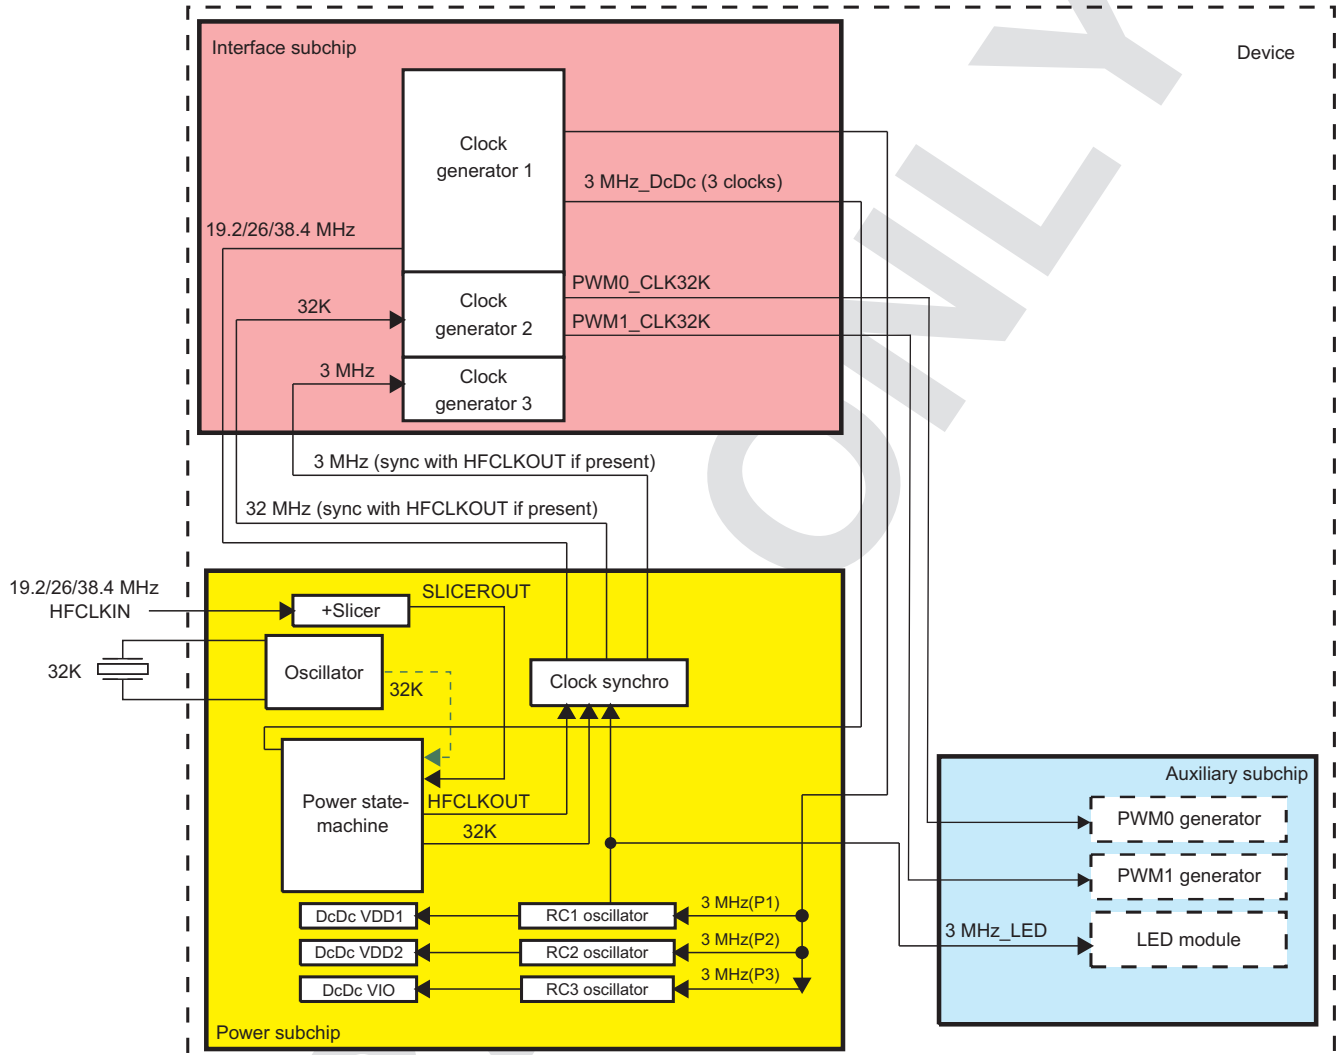 Interface subchip
Device
Clock
generator 1
3 MHz_DcDc (3 clocks)
19.2/26/38.4 MHz
PWM0_CLK32K
32K
Clock
generator 2
PWM1_CLK32K
3 MHz
Clock
generator 3
3 MHz (sync with HFCLKOUT if present)
32 MHz (sync with HFCLKOUT if present)
19.2/26/38.4 MHz
HFCLKIN
+Slicer
SLICEROUT
32K
Oscillator
32K
Clock synchro
Power state-
machine
HFCLKOUT
32K
Auxiliary subchip
PWM0 generator
PWM1 generator
3 MHz_LED
LED module
DcDc VDD1
RC1 oscillator
3 MHz(P1)
DcDc VDD2
RC2 oscillator
3 MHz(P2)
DcDc VIO
RC3 oscillator
3 MHz(P3)
Power subchip
ONLY